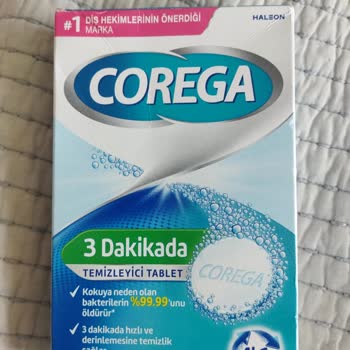 #1 DİŞ HEKİMLERİNİN ÖNERDİĞİ
MARKA
HALEON
COREGA
3 Dakikada
TEMİZLEYİCİ TABLET
COREGA
Kokuya neden olan
bakterilerin %99.99'unu
öldürür*
3 dakikada hızlı ve
derinlemesine temizlik